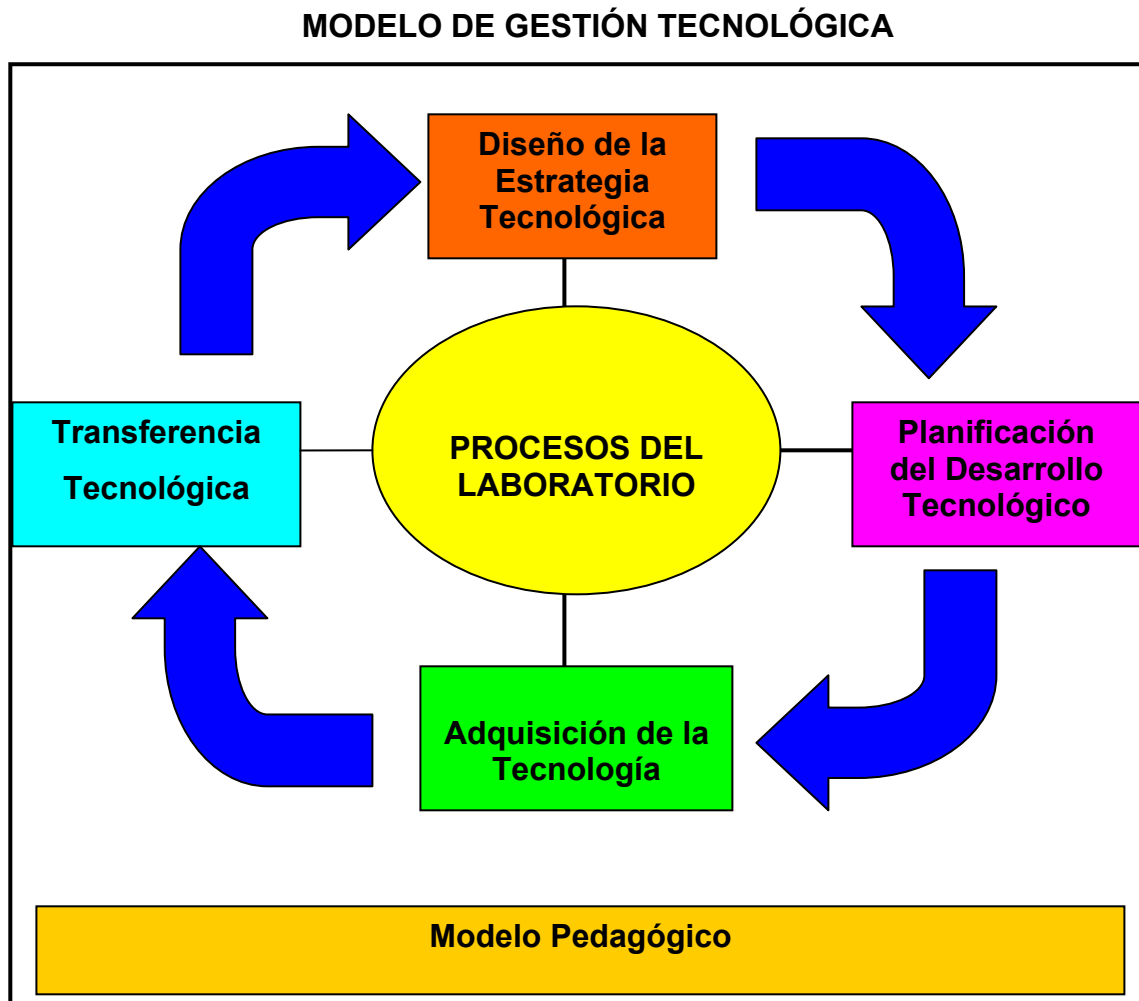 MODELO DE GESTIÓN TECNOLÓGICA
Diseño de la
Estrategia
Tecnológica
Transferencia
Tecnológica
PROCESOS DEL
LABORATORIO
Planificación
del Desarrollo
Tecnológico
Adquisición de la
Tecnología
Modelo Pedagógico